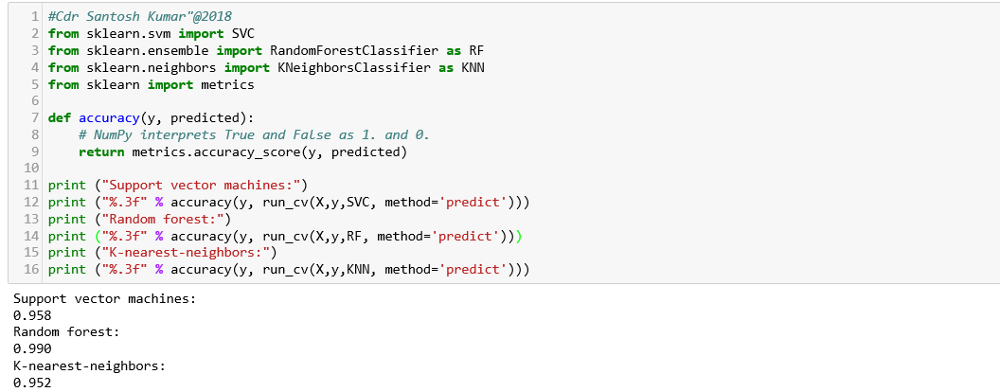 1 #Cdr Santosh Kumar"@2018
2 from sklearn.svm import SVC
3 from sklearn.ensemble import RandomForestClassifier as RF
4 from sklearn.neighbors import KNeighborsClassifier as KNN
5 from sklearn import metrics
6
7 def accuracy(y, predicted):
8     # NumPy interprets True and False as 1. and 0.
9     return metrics.accuracy_score(y, predicted)
10
11 print ("Support vector machines:")
12 print ("%.3f" % accuracy(y, run_cv(X,y,SVC, method='predict')))
13 print ("Random forest:")
14 print ("%.3f" % accuracy(y, run_cv(X,y,RF, method='predict')))
15 print ("K-nearest-neighbors:")
16 print ("%.3f" % accuracy(y, run_cv(X,y,KNN, method='predict')))
Support vector machines:
0.958
Random forest:
0.990
K-nearest-neighbors:
0.952